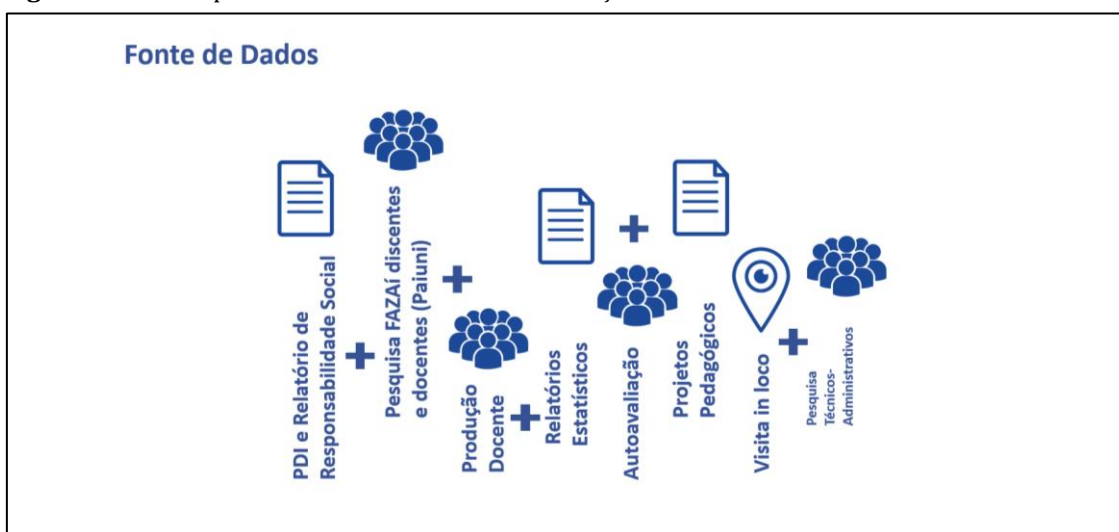 Fonte de Dados
PDI e Relatório de
Responsabilidade Social
Pesquisa FAZAí discentes
e docentes (Paiuni)
Produção
Docente
Relatórios
Estatísticos
Autoavaliação
Projetos
Pedagógicos
Visita in loco
Pesquisa
Técnicos-
Administrativos